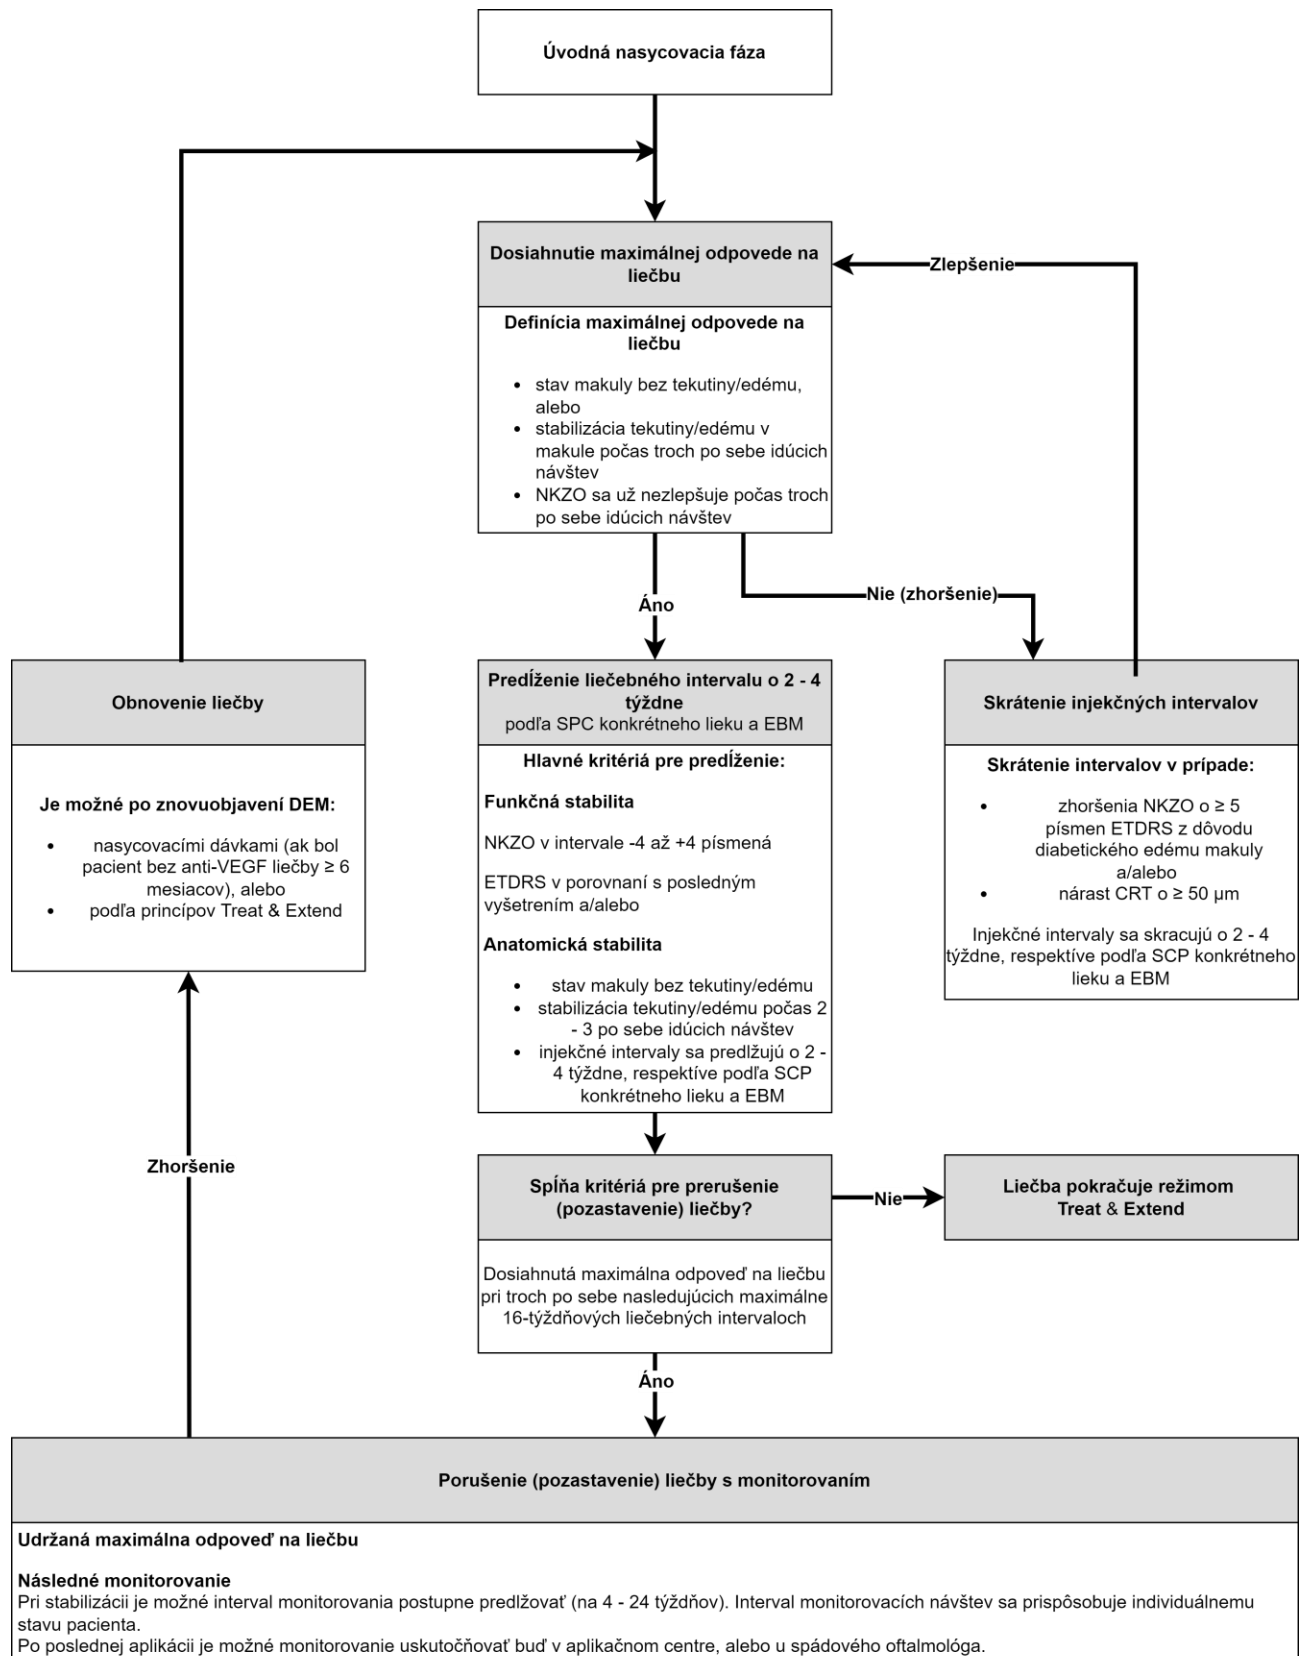 Úvodná nasycovacia fáza
Dosiahnutie maximálnej odpovede na
liečbu
Zlepšenie
Definícia maximálnej odpovede na
liečbu
• stav makuly bez tekutiny/edému,
alebo
• stabilizácia tekutiny/edému v
makule počas troch po sebe idúcich
návštev
• NKZO sa už nezlepšuje počas troch
po sebe idúcich návštev
Áno
Nie (zhoršenie)
Obnovenie liečby
Je možné po znovuobjavení DEM:
• nasycovacími dávkami (ak bol
pacient bez anti-VEGF liečby ≥ 6
mesiacov), alebo
• podľa princípov Treat & Extend
Predĺženie liečebného intervalu o 2 - 4
týždne
podľa SPC konkrétneho lieku a EBM
Hlavné kritériá pre predĺženie:
Funkčná stabilita
NKZO v intervale -4 až +4 písmená
ETDRS v porovnaní s posledným
vyšetrením a/alebo
Anatomická stabilita
• stav makuly bez tekutiny/edému
• stabilizácia tekutiny/edému počas 2
- 3 po sebe idúcich návštev
• injekčné intervaly sa predlžujú o 2 -
4 týždne, respektíve podľa SCP
konkrétneho lieku a EBM
Skrátenie injekčných intervalov
Skrátenie intervalov v prípade:
• zhoršenia NKZO o ≥ 5
písmen ETDRS z dôvodu
diabetického edému makuly
a/alebo
• nárast CRT o ≥ 50 μm
Injekčné intervaly sa skracujú o 2 - 4
týždne, respektíve podľa SCP konkrétneho
lieku a EBM
Zhoršenie
Spĺňa kritériá pre prerušenie
(pozastavenie) liečby?
Nie
Liečba pokračuje režimom
Treat & Extend
Dosiahnutá maximálna odpoveď na liečbu
pri troch po sebe nasledujúcich maximálne
16-týždňových liečebných intervaloch
Áno
Porušenie (pozastavenie) liečby s monitorovaním
Udržaná maximálna odpoveď na liečbu
Následné monitorovanie
Pri stabilizácii je možné interval monitorovania postupne predlžovať (na 4 - 24 týždňov). Interval monitorovacích návštev sa prispôsobuje individuálnemu
stavu pacienta.
Po poslednej aplikácii je možné monitorovanie uskutočňovať buď v aplikačnom centre, alebo u spádového oftalmológa.